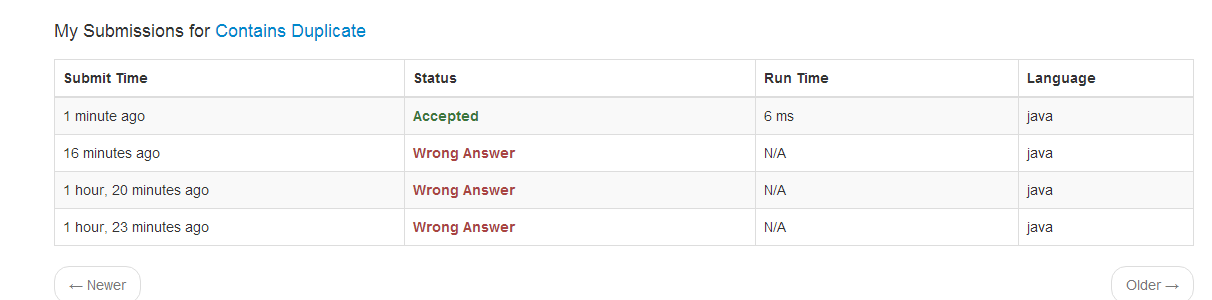 My Submissions for Contains Duplicate
Submit Time Status Run Time Language
1 minute ago Accepted 6 ms java
16 minutes ago Wrong Answer N/A java
1 hour, 20 minutes ago Wrong Answer N/A java
1 hour, 23 minutes ago Wrong Answer N/A java
← Newer Older →